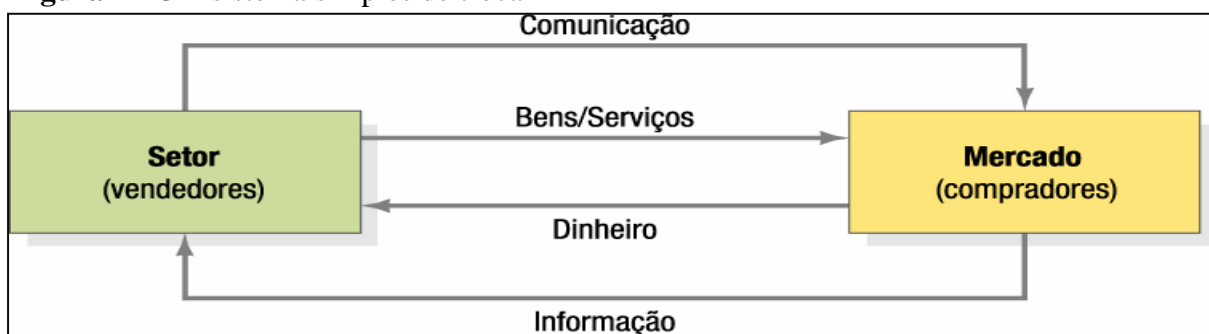 Comunicação
Bens/Serviços
Setor
(vendedores)
Mercado
(compradores)
Dinheiro
Informação